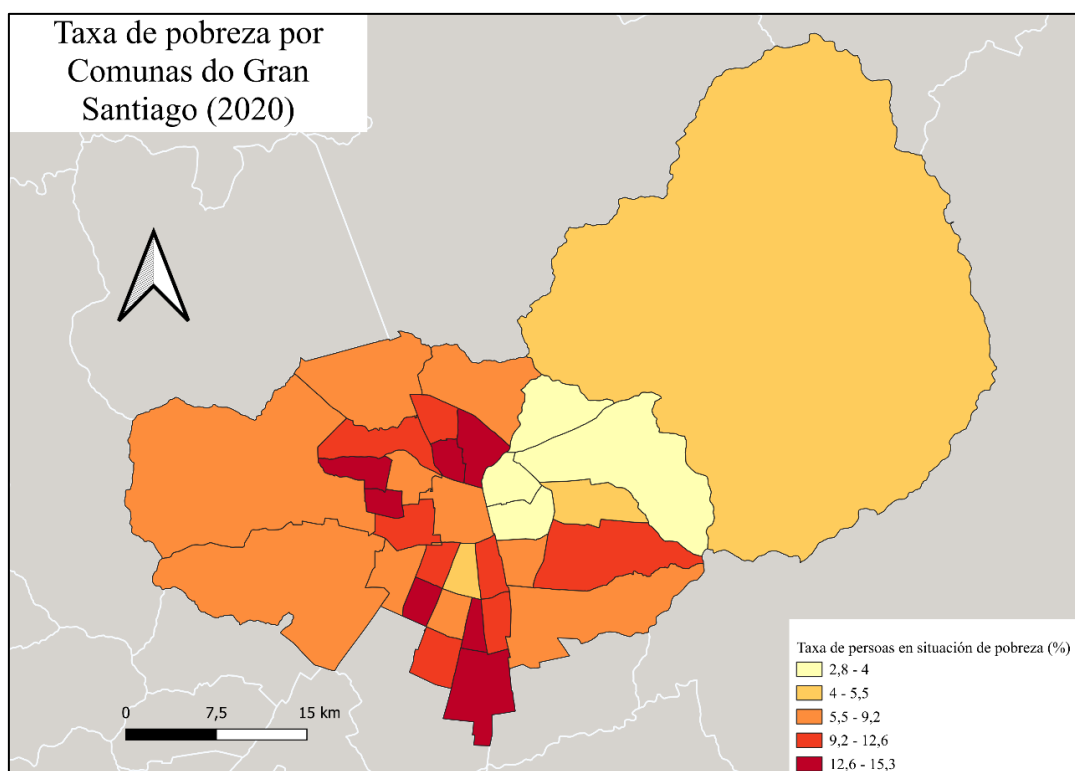 Taxa de pobreza por
Comunas do Gran
Santiago (2020)
0 7,5 15 km
Taxa de persoas en situación de pobreza (%)
2,8 - 4
4 - 5,5
5,5 - 9,2
9,2 - 12,6
12,6 - 15,3